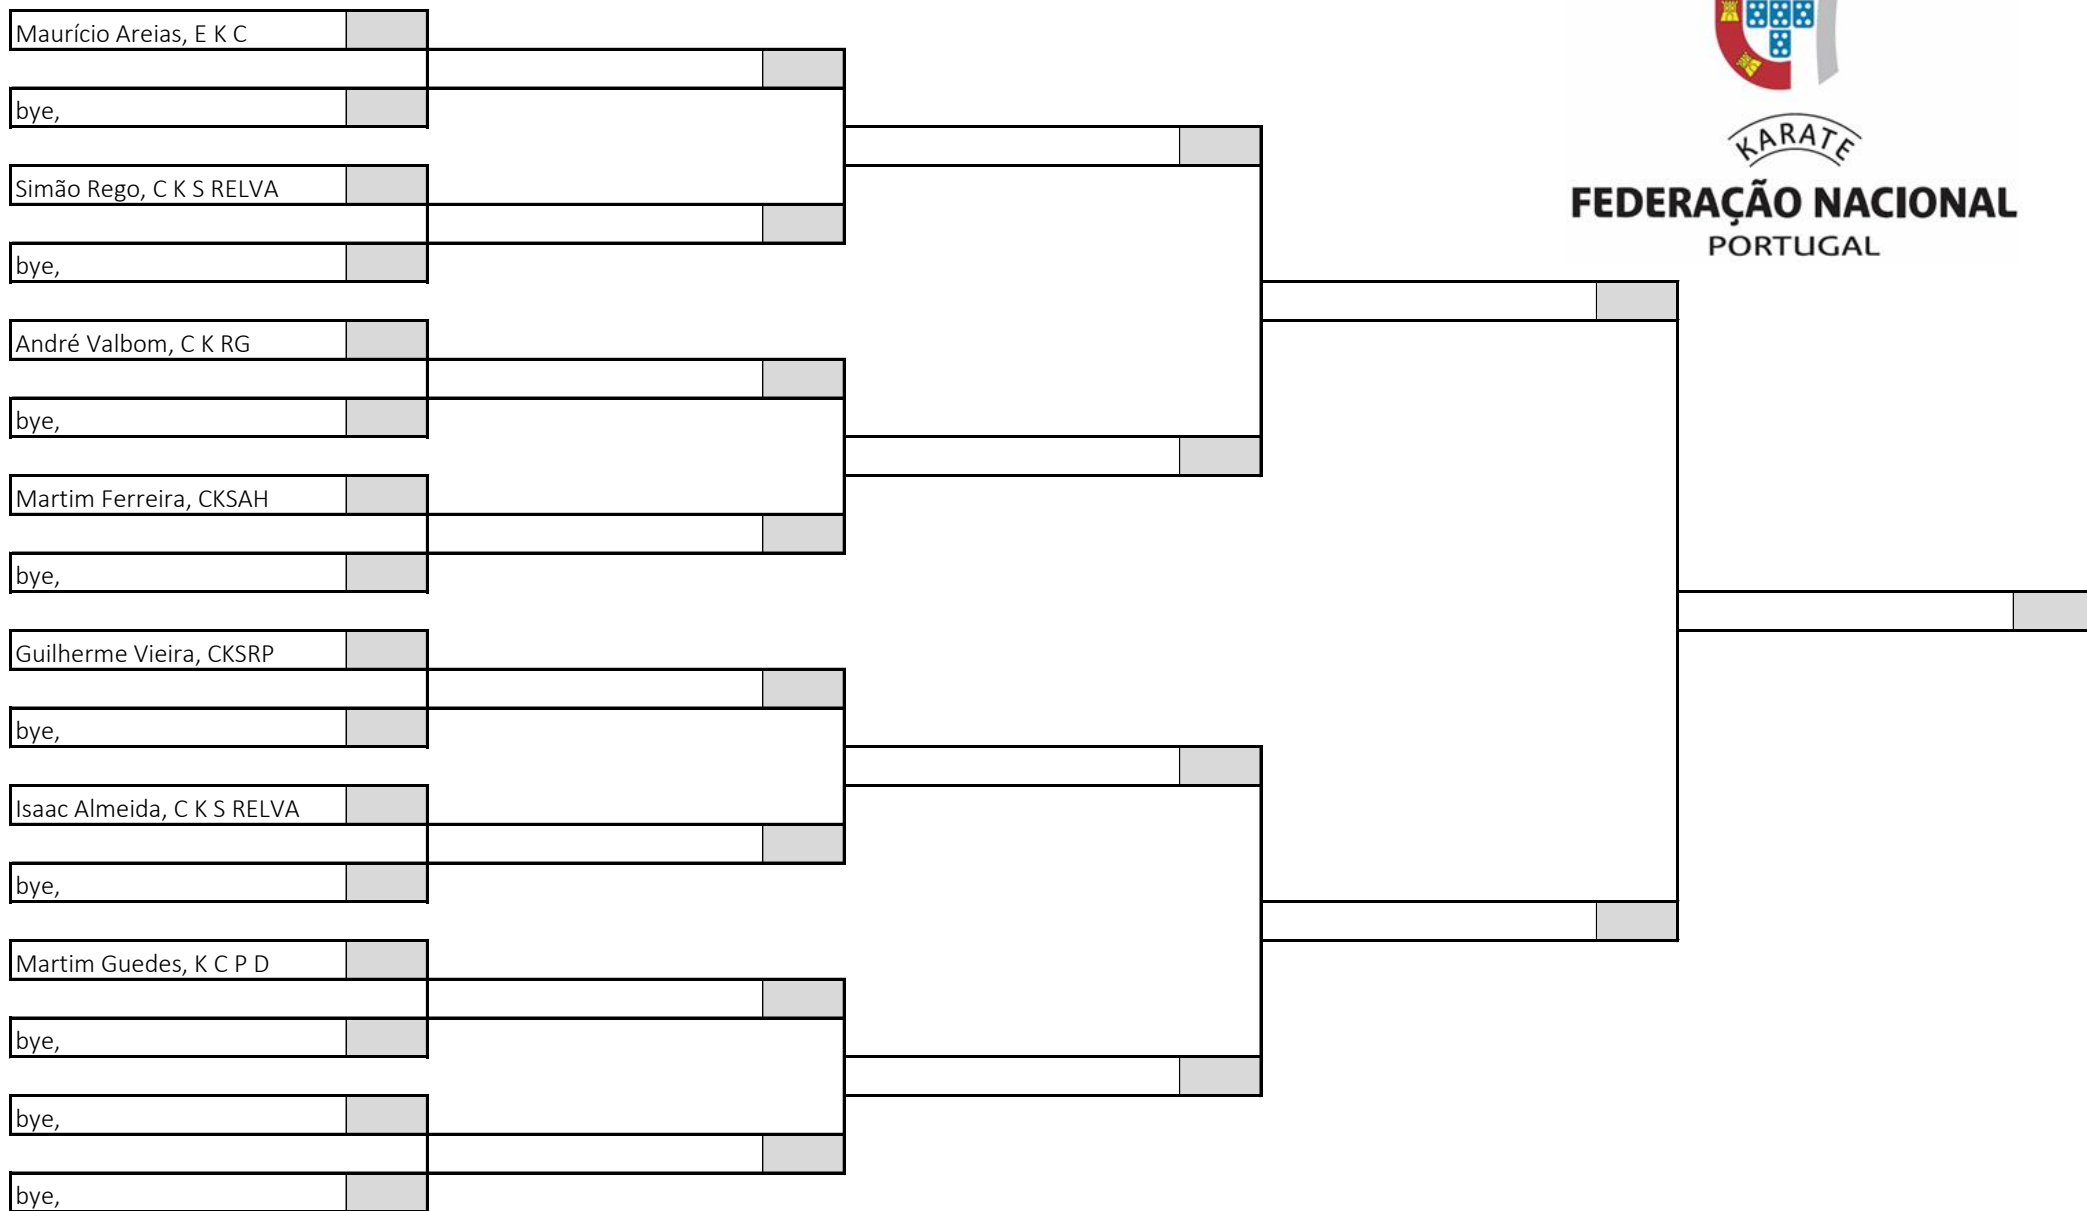 Maurício Areias, E K C
bye,
Simão Rego, C K S RELVA
bye,
André Valbom, C K RG
bye,
Martim Ferreira, CKSAH
bye,
Guilherme Vieira, CKSRP
bye,
Isaac Almeida, C K S RELVA
bye,
Martim Guedes, K C P D
bye,
bye,
bye,
KARATE
FEDERAÇÃO NACIONAL
PORTUGAL